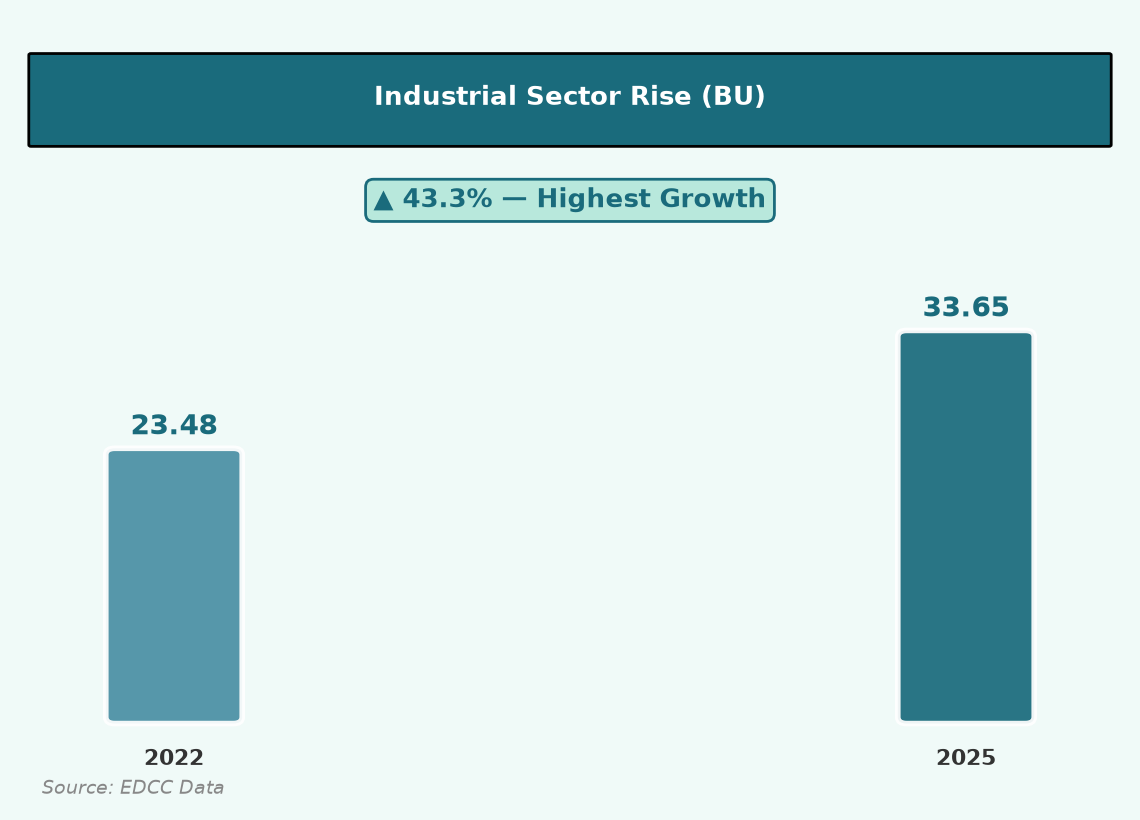 Industrial Sector Rise (BU)
▲ 43.3% — Highest Growth
33.65
23.48
2022
2025
Source: EDCC Data